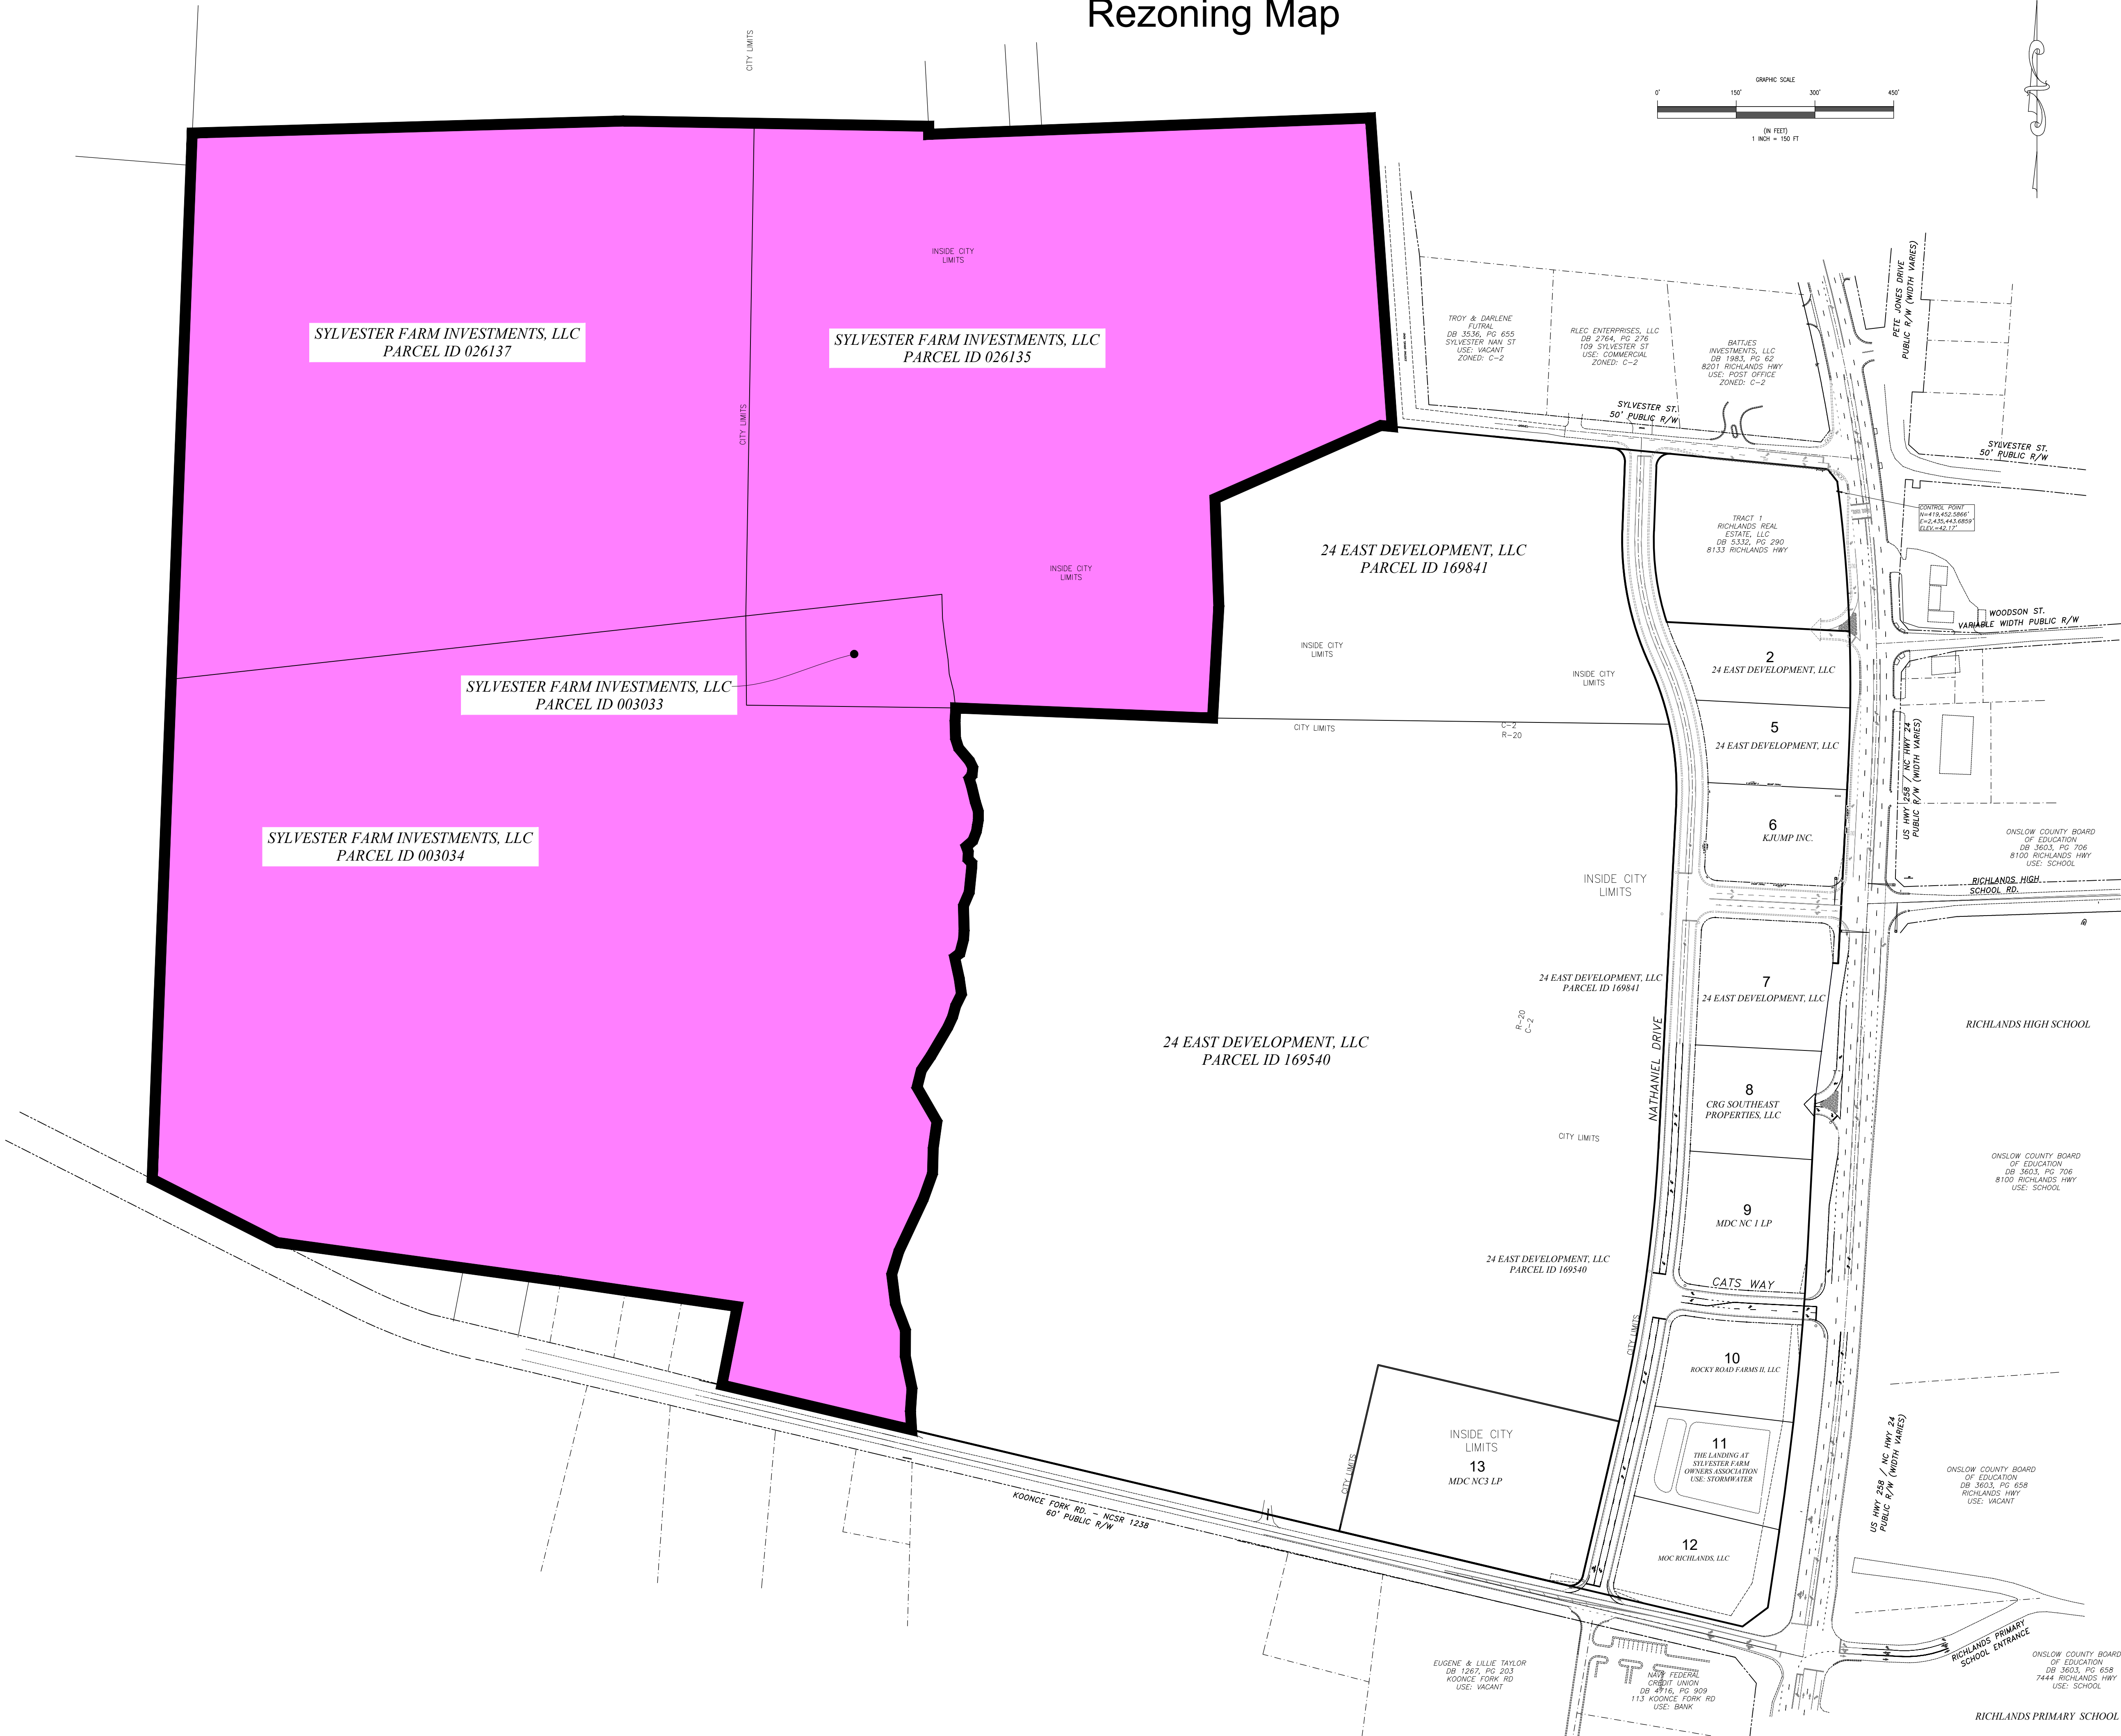 Rezoning Map
CITY LIMITS
GRAPHIC SCALE
0'
150'
300'
450'
(IN FEET)
1 INCH = 150 FT
INSIDE CITY
LIMITS
SYLVESTER FARM INVESTMENTS, LLC
PARCEL ID 026137
SYLVESTER FARM INVESTMENTS, LLC
PARCEL ID 026135
CITY LIMITS
TROY & DARLENE
FUTRAL
DB 3536, PG 655
SYLVESTER NAN ST
USE: VACANT
ZONED: C-2
RLEC ENTERPRISES, LLC
DB 2764, PG 276
109 SYLVESTER ST
USE: COMMERCIAL
ZONED: C-2
BATTJES
INVESTMENTS, LLC
DB 1983, PG 62
8201 RICHLANDS HWY
USE: POST OFFICE
ZONED: C-2
PETE JONES DRIVE
PUBLIC R/W (WIDTH VARIES)
SYLVESTER ST.
50' PUBLIC R/W
SYLVESTER ST.
50' PUBLIC R/W
CONTROL POINT
N=419,452.5866'
E=2,435,443.6859'
ELEV.=42.17'
TRACT 1
RICHLANDS REAL
ESTATE, LLC
DB 5332, PG 290
8133 RICHLANDS HWY
24 EAST DEVELOPMENT, LLC
PARCEL ID 169841
INSIDE CITY
LIMITS
WOODSON ST.
VARIABLE WIDTH PUBLIC R/W
INSIDE CITY
LIMITS
INSIDE CITY
LIMITS
2
24 EAST DEVELOPMENT, LLC
SYLVESTER FARM INVESTMENTS, LLC
PARCEL ID 003033
CITY LIMITS
C-2
R-20
5
24 EAST DEVELOPMENT, LLC
US HWY 258 / NC HWY 24
PUBLIC R/W (WIDTH VARIES)
SYLVESTER FARM INVESTMENTS, LLC
PARCEL ID 003034
6
KJUMP INC.
ONSLOW COUNTY BOARD
OF EDUCATION
DB 3603, PG 706
8100 RICHLANDS HWY
USE: SCHOOL
INSIDE CITY
LIMITS
RICHLANDS HIGH
SCHOOL RD.
24 EAST DEVELOPMENT, LLC
PARCEL ID 169841
7
24 EAST DEVELOPMENT, LLC
R-20
C-2
RICHLANDS HIGH SCHOOL
24 EAST DEVELOPMENT, LLC
PARCEL ID 169540
NATHANIEL DRIVE
8
CRG SOUTHEAST
PROPERTIES, LLC
CITY LIMITS
ONSLOW COUNTY BOARD
OF EDUCATION
DB 3603, PG 706
8100 RICHLANDS HWY
USE: SCHOOL
9
MDC NC 1 LP
24 EAST DEVELOPMENT, LLC
PARCEL ID 169540
CATS WAY
CITY LIMITS
10
ROCKY ROAD FARMS II, LLC
INSIDE CITY
LIMITS
13
MDC NC3 LP
CITY LIMITS
11
THE LANDING AT
SYLVESTER FARM
OWNERS ASSOCIATION
USE: STORMWATER
US HWY 258 / NC HWY 24
PUBLIC R/W (WIDTH VARIES)
ONSLOW COUNTY BOARD
OF EDUCATION
DB 3603, PG 658
RICHLANDS HWY
USE: VACANT
KOONCE FORK RD. - NCSR 1238
60' PUBLIC R/W
12
MOC RICHLANDS, LLC
RICHLANDS PRIMARY
SCHOOL ENTRANCE
EUGENE & LILLIE TAYLOR
DB 1267, PG 203
KOONCE FORK RD
USE: VACANT
NAVY FEDERAL
CREDIT UNION
DB 4716, PG 909
113 KOONCE FORK RD
USE: BANK
ONSLOW COUNTY BOARD
OF EDUCATION
DB 3603, PG 658
7444 RICHLANDS HWY
USE: SCHOOL
RICHLANDS PRIMARY SCHOOL